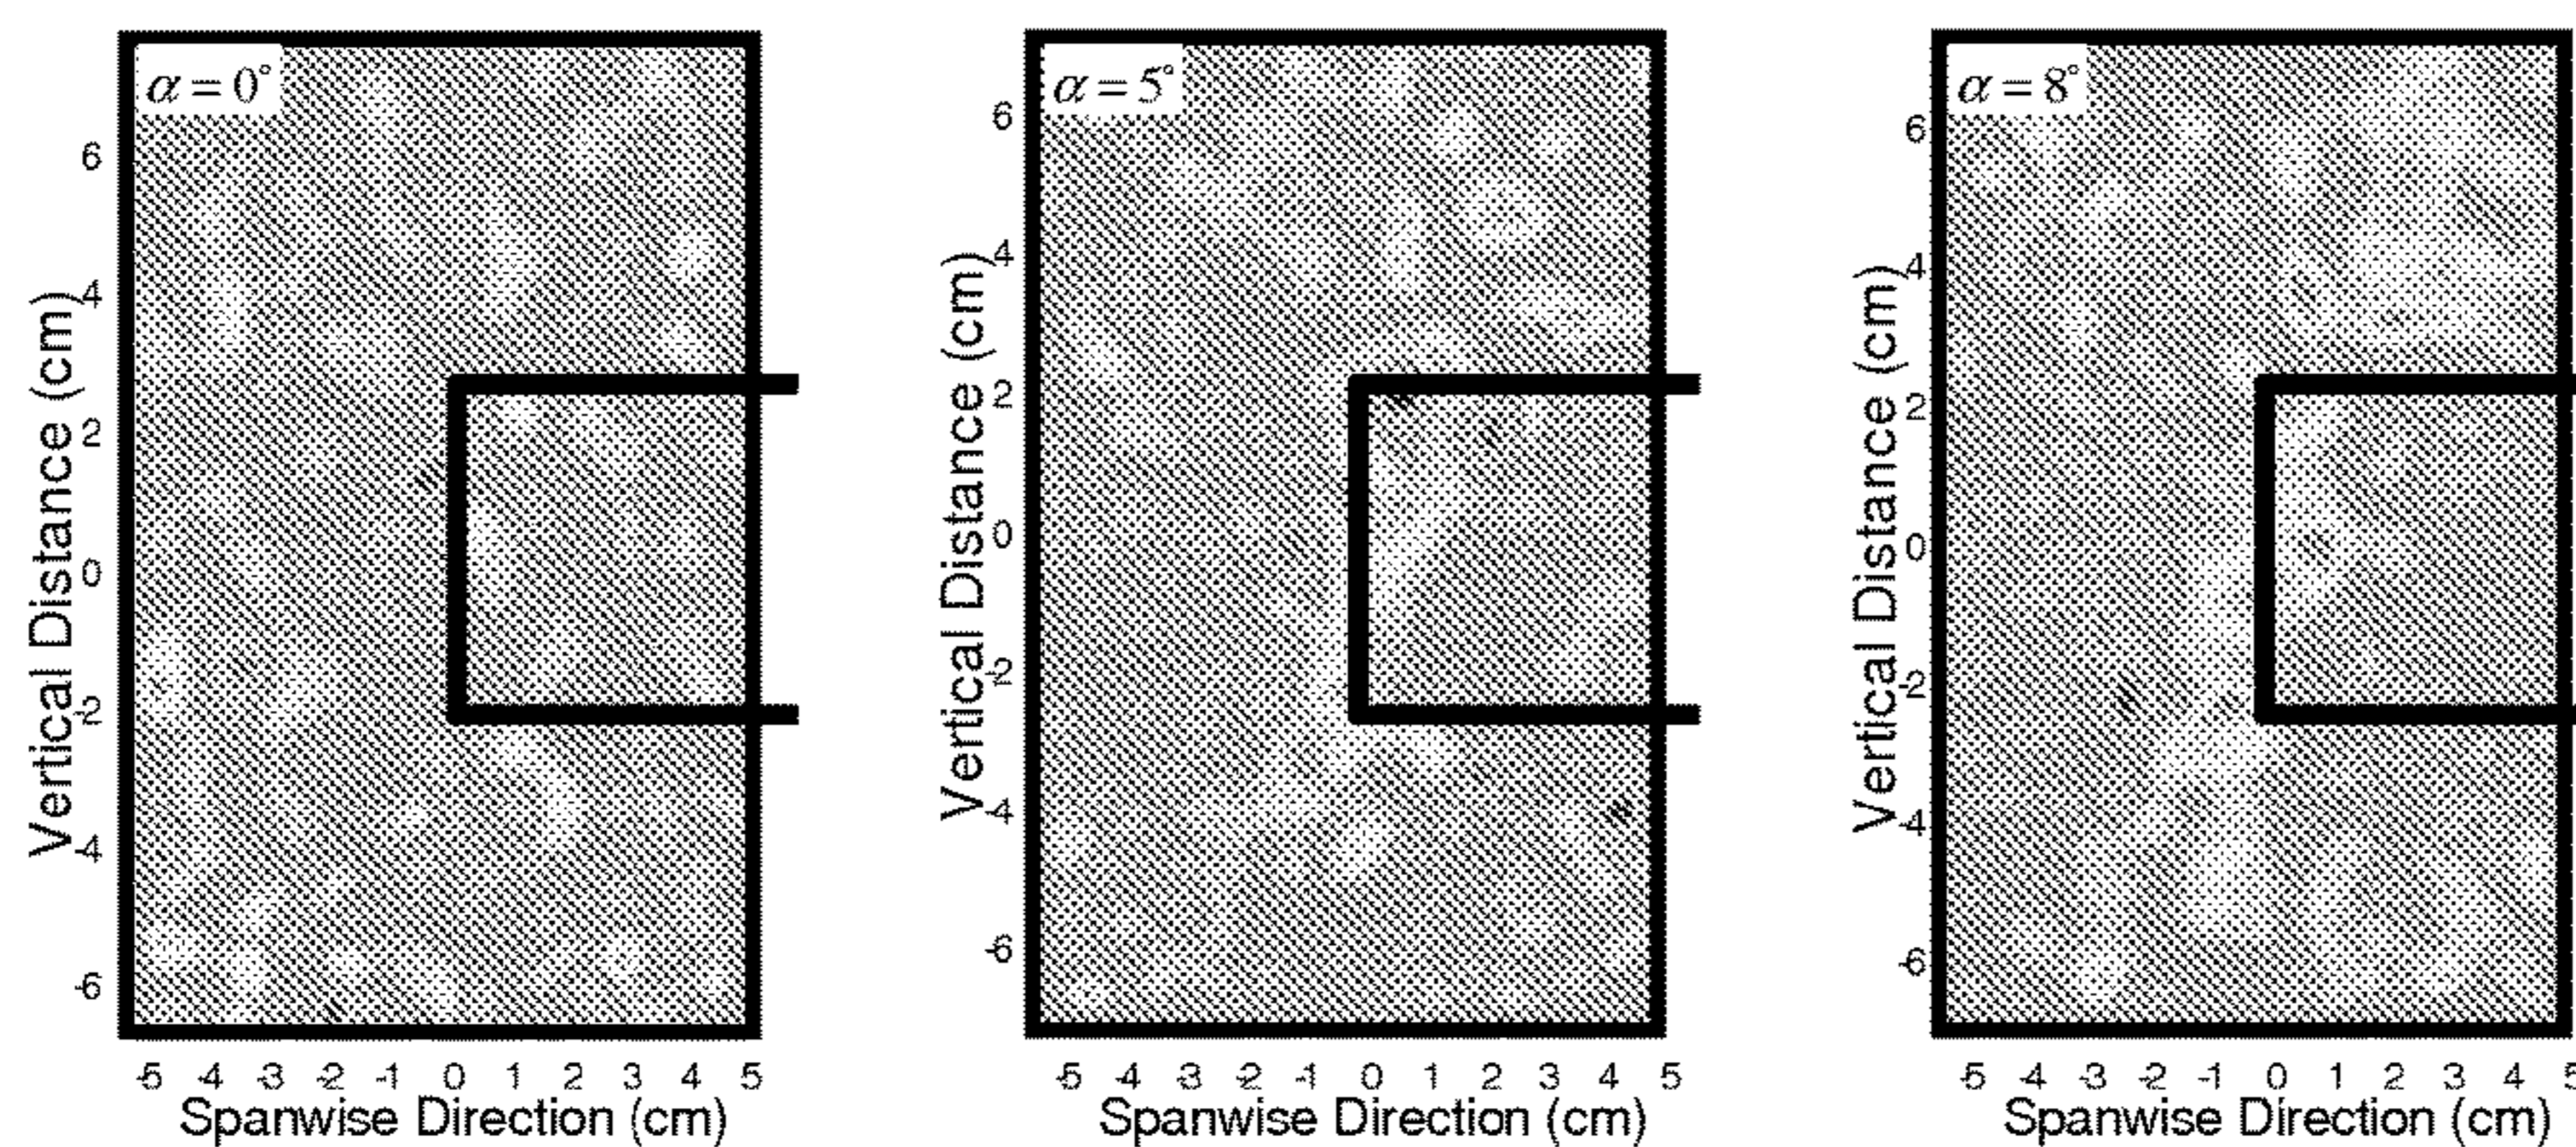 α = 0°
6
4
2
0
-2
-4
-6
Vertical Distance (cm)
-5 -4 -3 -2 -1 0 1 2 3 4 5
Spanwise Direction (cm)
α = 5°
6
4
2
0
-2
-4
-6
Vertical Distance (cm)
-5 -4 -3 -2 -1 0 1 2 3 4 5
Spanwise Direction (cm)
α = 8°
6
4
2
0
-2
-4
-6
Vertical Distance (cm)
-5 -4 -3 -2 -1 0 1 2 3 4 5
Spanwise Direction (cm)